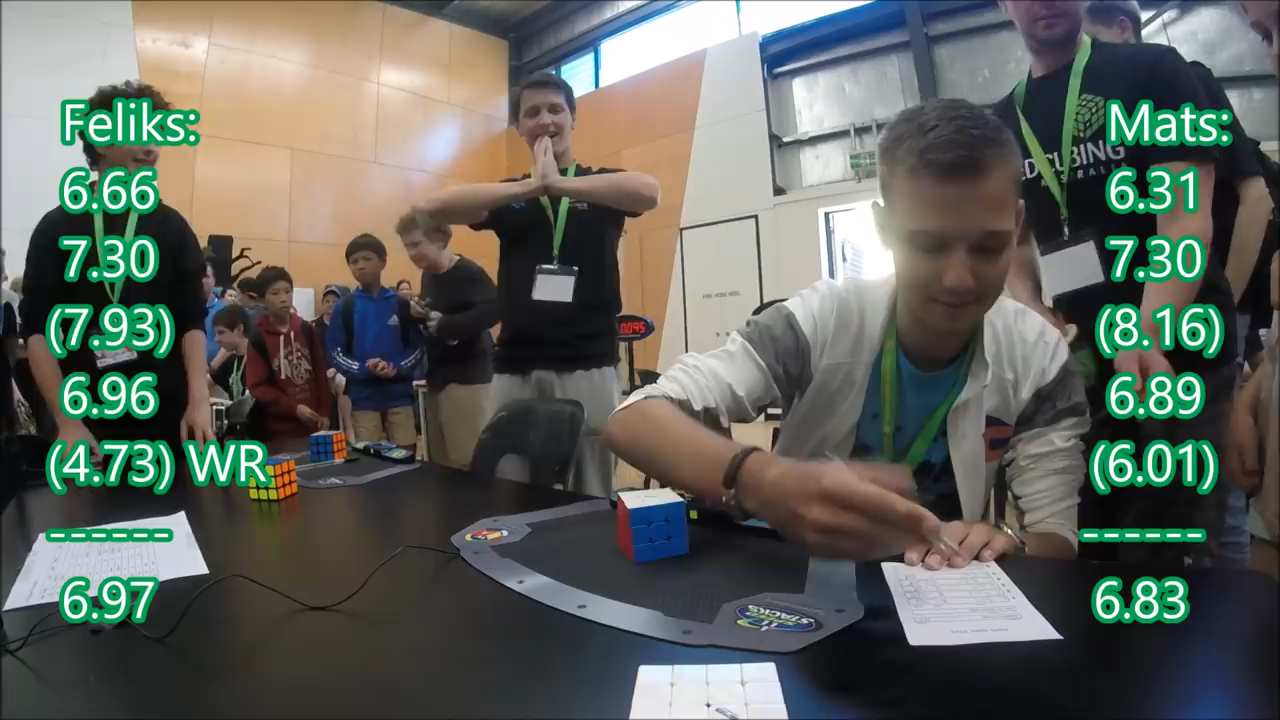 Feliks:
6.66
7.30
(7.93)
6.96
(4.73) WR
------
6.97
Mats:
6.31
7.30
(8.16)
6.89
(6.01)
------
6.83
CUBING
AUSTRALIA
STACKS